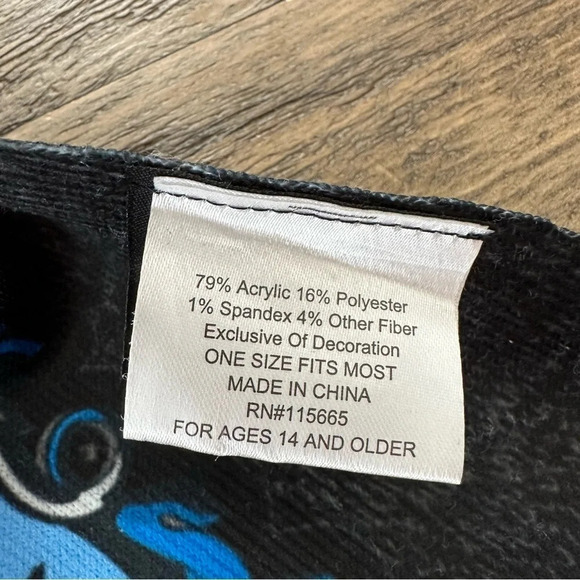 79% Acrylic 16% Polyester
1% Spandex 4% Other Fiber
Exclusive Of Decoration
ONE SIZE FITS MOST
MADE IN CHINA
RN#115665
FOR AGES 14 AND OLDER